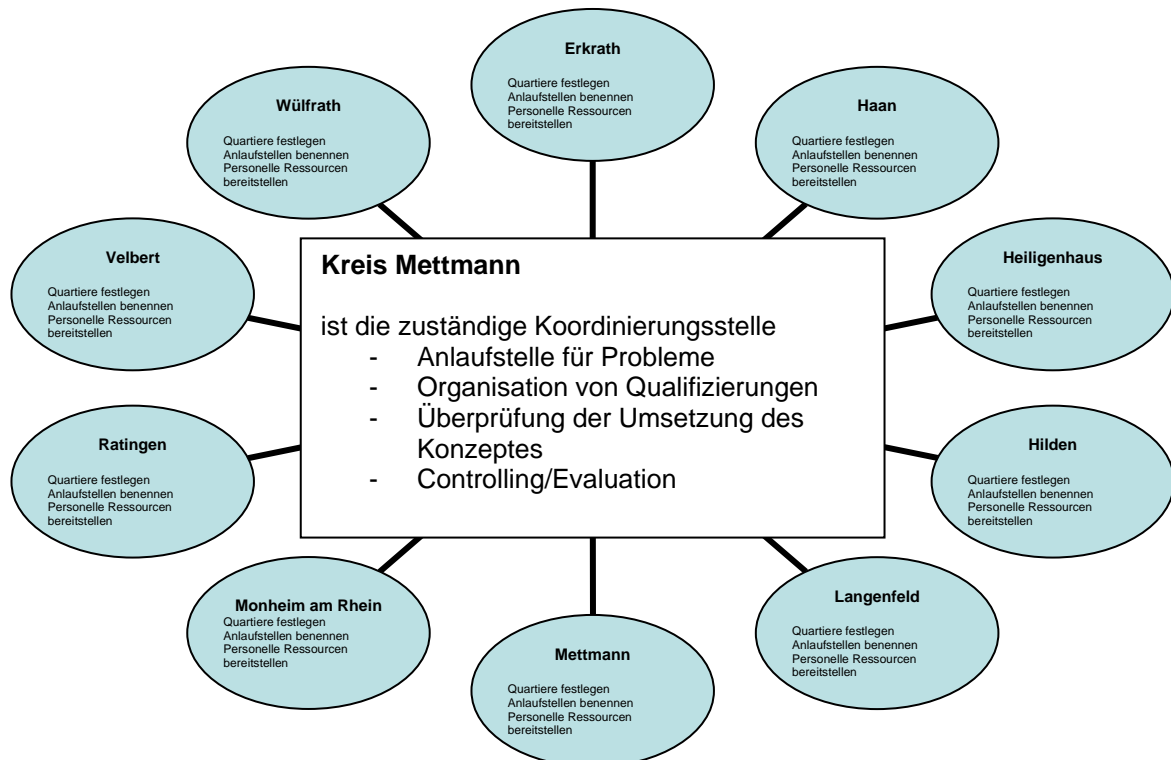 Erkrath
Quartiere festlegen
Anlaufstellen benennen
Personelle Ressourcen
bereitstellen
Wülfrath
Quartiere festlegen
Anlaufstellen benennen
Personelle Ressourcen
bereitstellen
Haan
Quartiere festlegen
Anlaufstellen benennen
Personelle Ressourcen
bereitstellen
Velbert
Quartiere festlegen
Anlaufstellen benennen
Personelle Ressourcen
bereitstellen
Kreis Mettmann
ist die zuständige Koordinierungsstelle
- Anlaufstelle für Probleme
- Organisation von Qualifizierungen
- Überprüfung der Umsetzung des
Konzeptes
- Controlling/Evaluation
Heiligenhaus
Quartiere festlegen
Anlaufstellen benennen
Personelle Ressourcen
bereitstellen
Ratingen
Quartiere festlegen
Anlaufstellen benennen
Personelle Ressourcen
bereitstellen
Hilden
Quartiere festlegen
Anlaufstellen benennen
Personelle Ressourcen
bereitstellen
Monheim am Rhein
Quartiere festlegen
Anlaufstellen benennen
Personelle Ressourcen
bereitstellen
Mettmann
Quartiere festlegen
Anlaufstellen benennen
Personelle Ressourcen
bereitstellen
Langenfeld
Quartiere festlegen
Anlaufstellen benennen
Personelle Ressourcen
bereitstellen